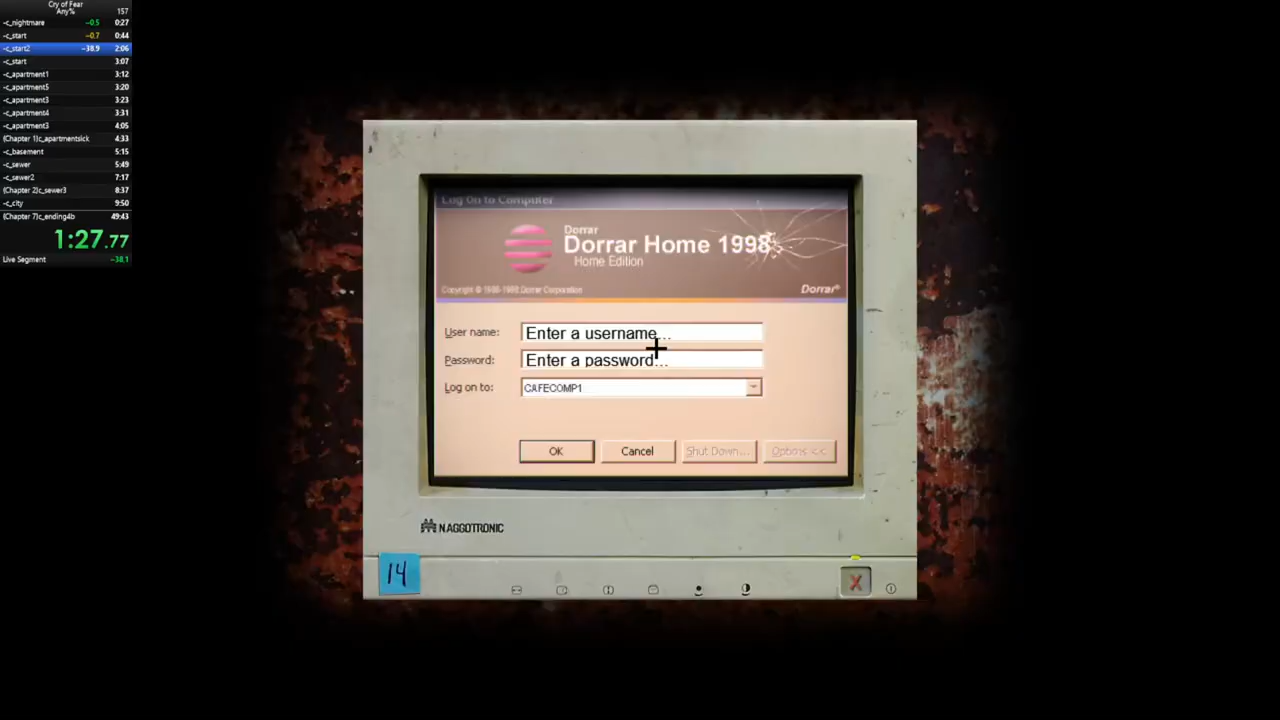 Cry of Fear
Any% 157
-c_nightmare -0.5 0:27
-c_start -0.7 0:44
-c_start2 -38.9 2:06
-c_start 3:07
-c_apartment1 3:12
-c_apartment5 3:20
-c_apartment3 3:23
-c_apartment4 3:31
-c_apartment3 4:05
{Chapter 1}c_apartmentsick 4:33
-c_basement 5:15
-c_sewer 5:49
-c_sewer2 7:17
{Chapter 2}c_sewer3 8:37
-c_city 9:50
{Chapter 7}c_ending4b 49:43
1:27.77
Live Segment -38.1
Log On to Computer
Dorrar
Dorrar Home 1998
Home Edition
Copyright © 1998-1998 Dorrar Corporation Dorrar®
User name: Enter a username...
Password: Enter a password...
Log on to: CAFECOMP1
OK Cancel Shut Down... Options <<
NAGGOTRONIC
14
X